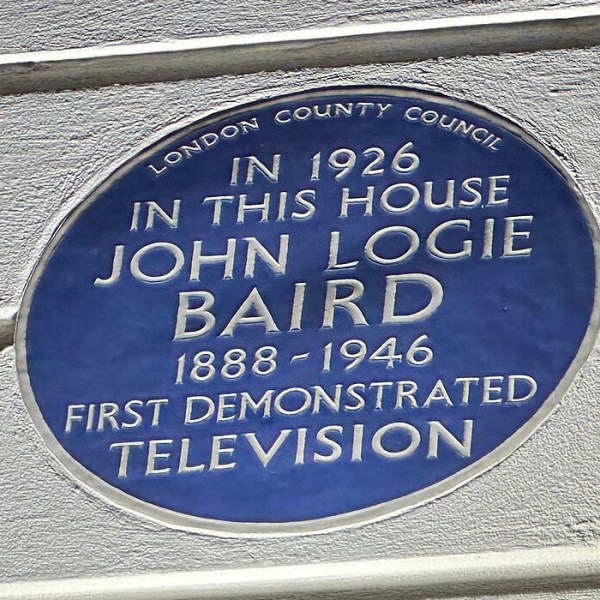 LONDON COUNTY COUNCIL
IN 1926
IN THIS HOUSE
JOHN LOGIE
BAIRD
1888-1946
FIRST DEMONSTRATED
TELEVISION